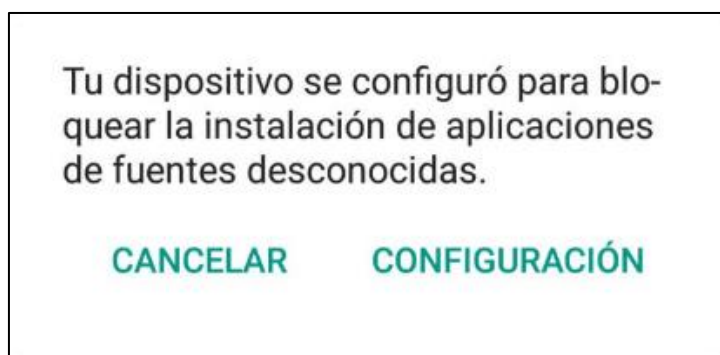 Tu dispositivo se configuró para blo-
quear la instalación de aplicaciones
de fuentes desconocidas.
CANCELAR CONFIGURACIÓN